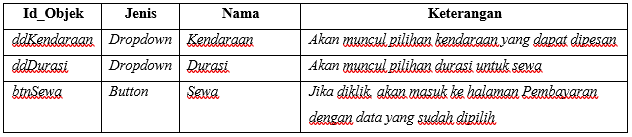 Id_Objek Jenis Nama Keterangan
ddKendaraan Dropdown Kendaraan Akan muncul pilihan kendaraan yang dapat dipesan
ddDurasi Dropdown Durasi Akan muncul pilihan durasi untuk sewa
btnSewa Button Sewa Jika diklik, akan masuk ke halaman Pembayaran
dengan data yang sudah dipilih